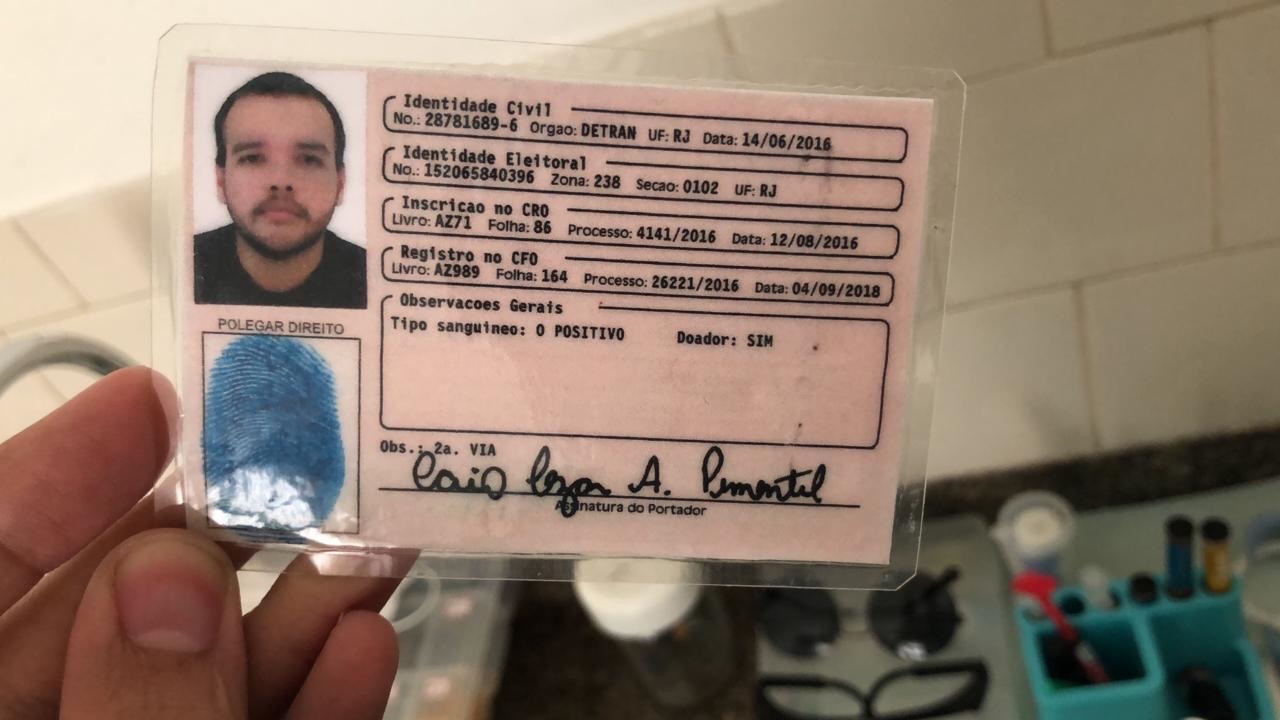 Identidade Civil
No.: 28781689-6 Orgao: DETRAN UF: RJ Data: 14/06/2016
Identidade Eleitoral
No.: 152065840396 Zona: 238 Secao: 0102 UF: RJ
Inscricao no CRO
Livro: AZ71 Folha: 86 Processo: 4141/2016 Data: 12/08/2016
Registro no CFO
Livro: AZ989 Folha: 164 Processo: 26221/2016 Data: 04/09/2018
Observacoes Gerais
Tipo sanguineo: O POSITIVO Doador: SIM
POLEGAR DIREITO
Obs.: 2a. VIA
Caio Cezar A. Pimentel
Assinatura do Portador